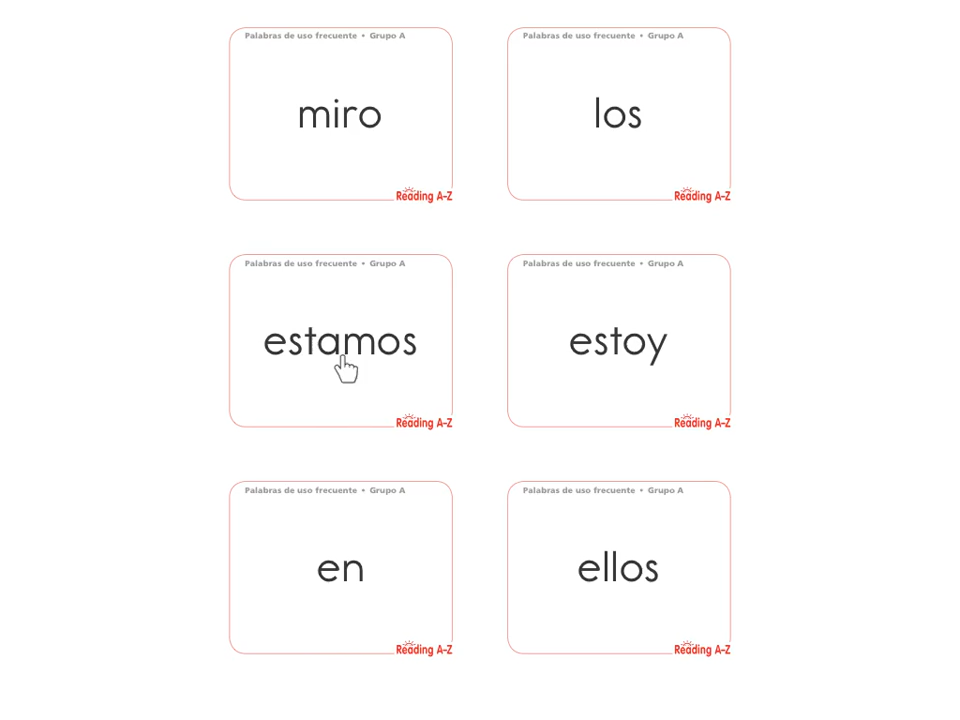 Palabras de uso frecuente • Grupo A
miro
Reading A-Z
Palabras de uso frecuente • Grupo A
los
Reading A-Z
Palabras de uso frecuente • Grupo A
estamos
Reading A-Z
Palabras de uso frecuente • Grupo A
estoy
Reading A-Z
Palabras de uso frecuente • Grupo A
en
Reading A-Z
Palabras de uso frecuente • Grupo A
ellos
Reading A-Z